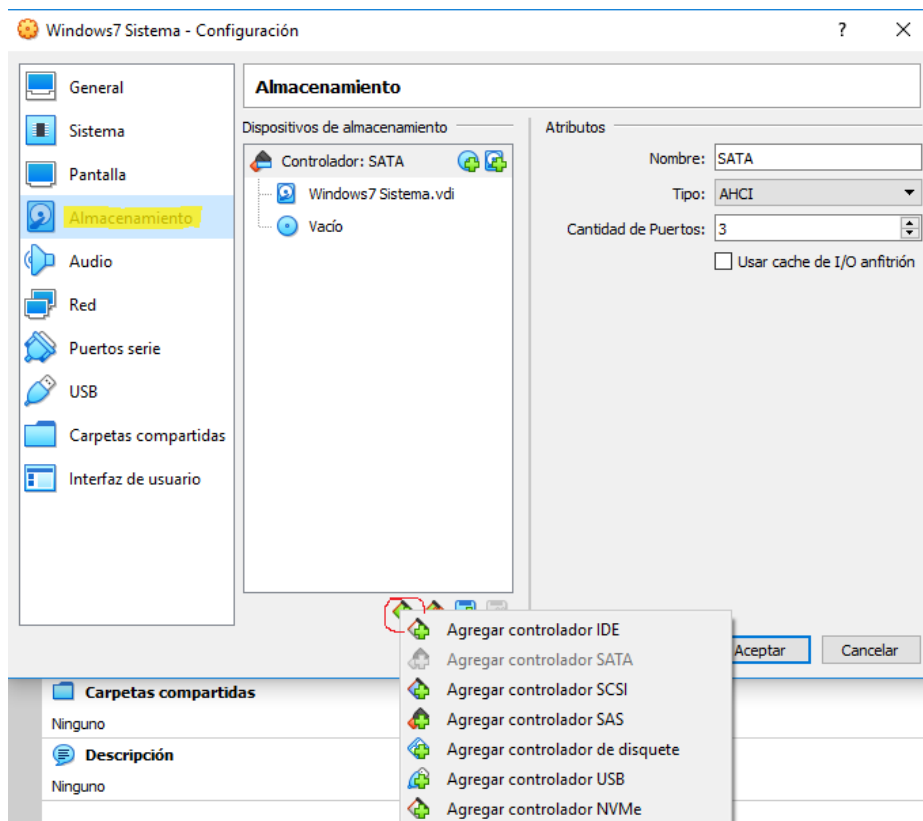 Windows7 Sistema - Configuración
?
General
Sistema
Pantalla
Almacenamiento
Audio
Red
Puertos serie
USB
Carpetas compartidas
Interfaz de usuario
Almacenamiento
Dispositivos de almacenamiento
Controlador: SATA
Windows7 Sistema.vdi
Vacío
Atributos
Nombre: SATA
Tipo: AHCI
Cantidad de Puertos: 3
Usar cache de I/O anfitrión
Agregar controlador IDE
Agregar controlador SATA
Agregar controlador SCSI
Agregar controlador SAS
Agregar controlador de disquete
Agregar controlador USB
Agregar controlador NVMe
Aceptar Cancelar
Carpetas compartidas
Ninguno
Descripción
Ninguno